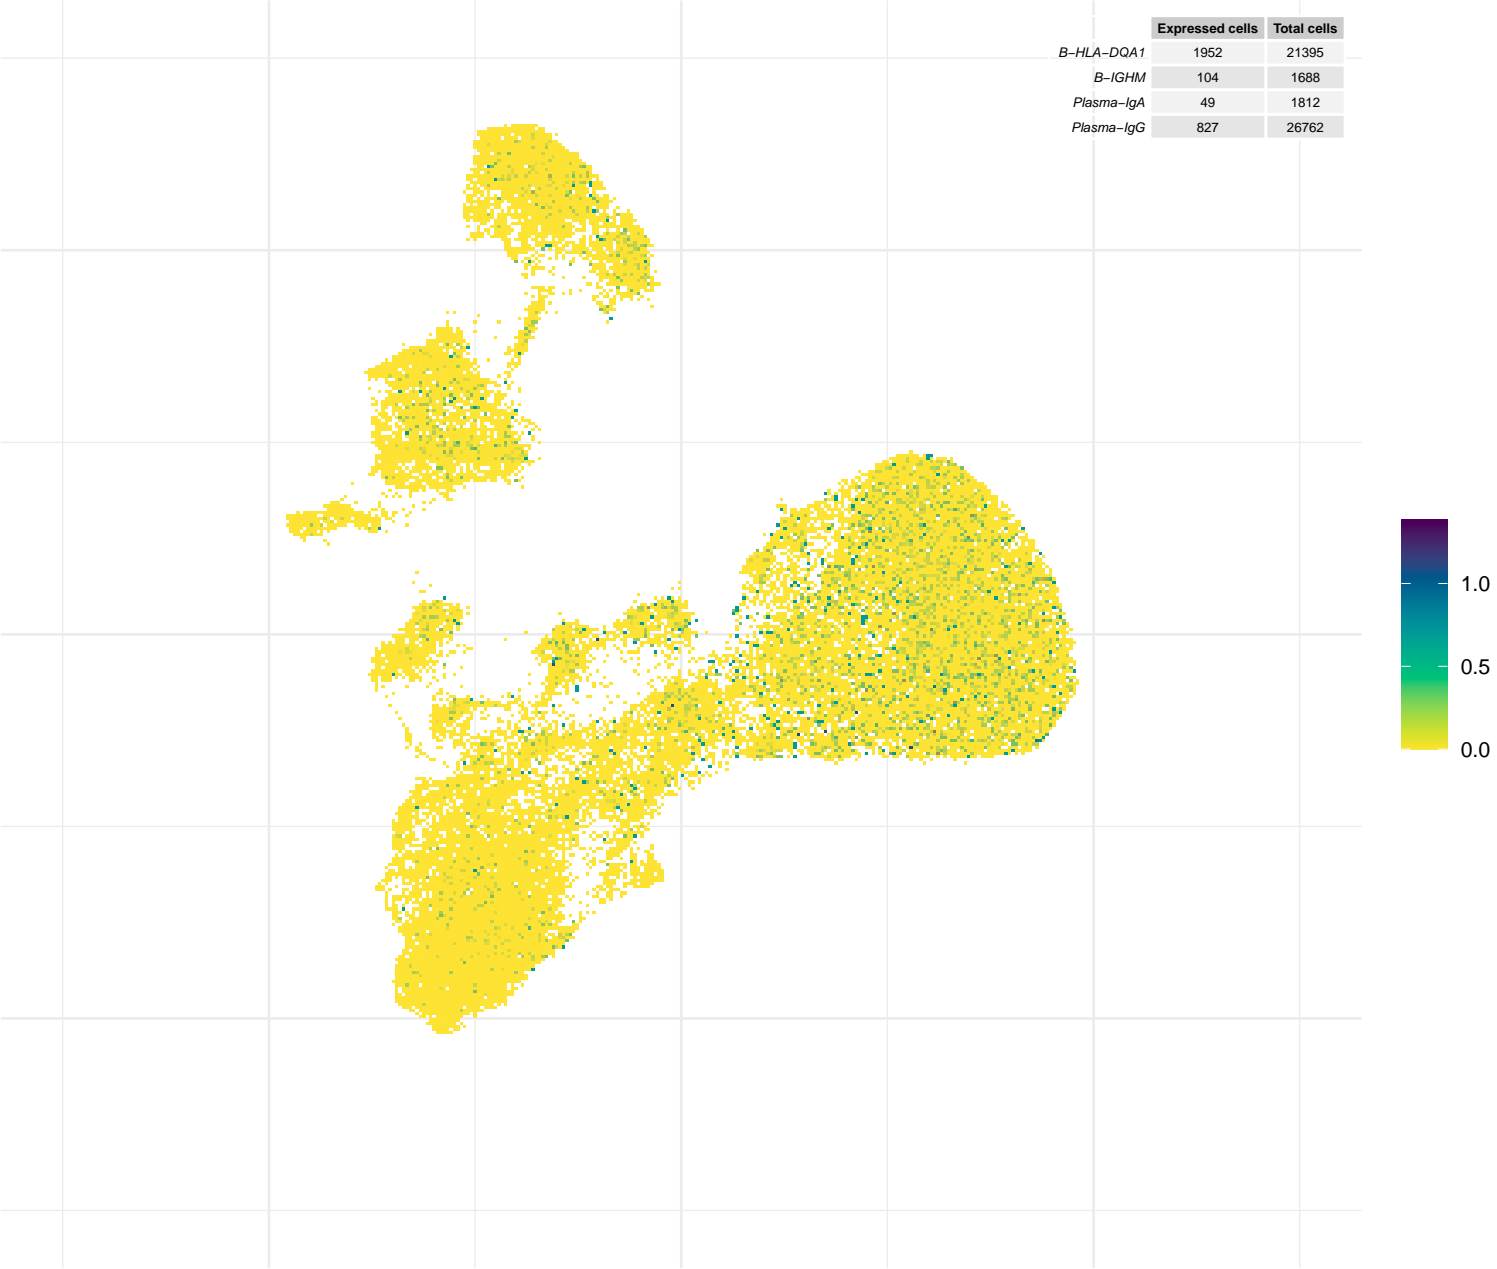 Expressed cells Total cells
B−HLA−DQA1 1952 21395
B−IGHM 104 1688
Plasma−IgA 49 1812
Plasma−IgG 827 26762
1.0
0.5
0.0